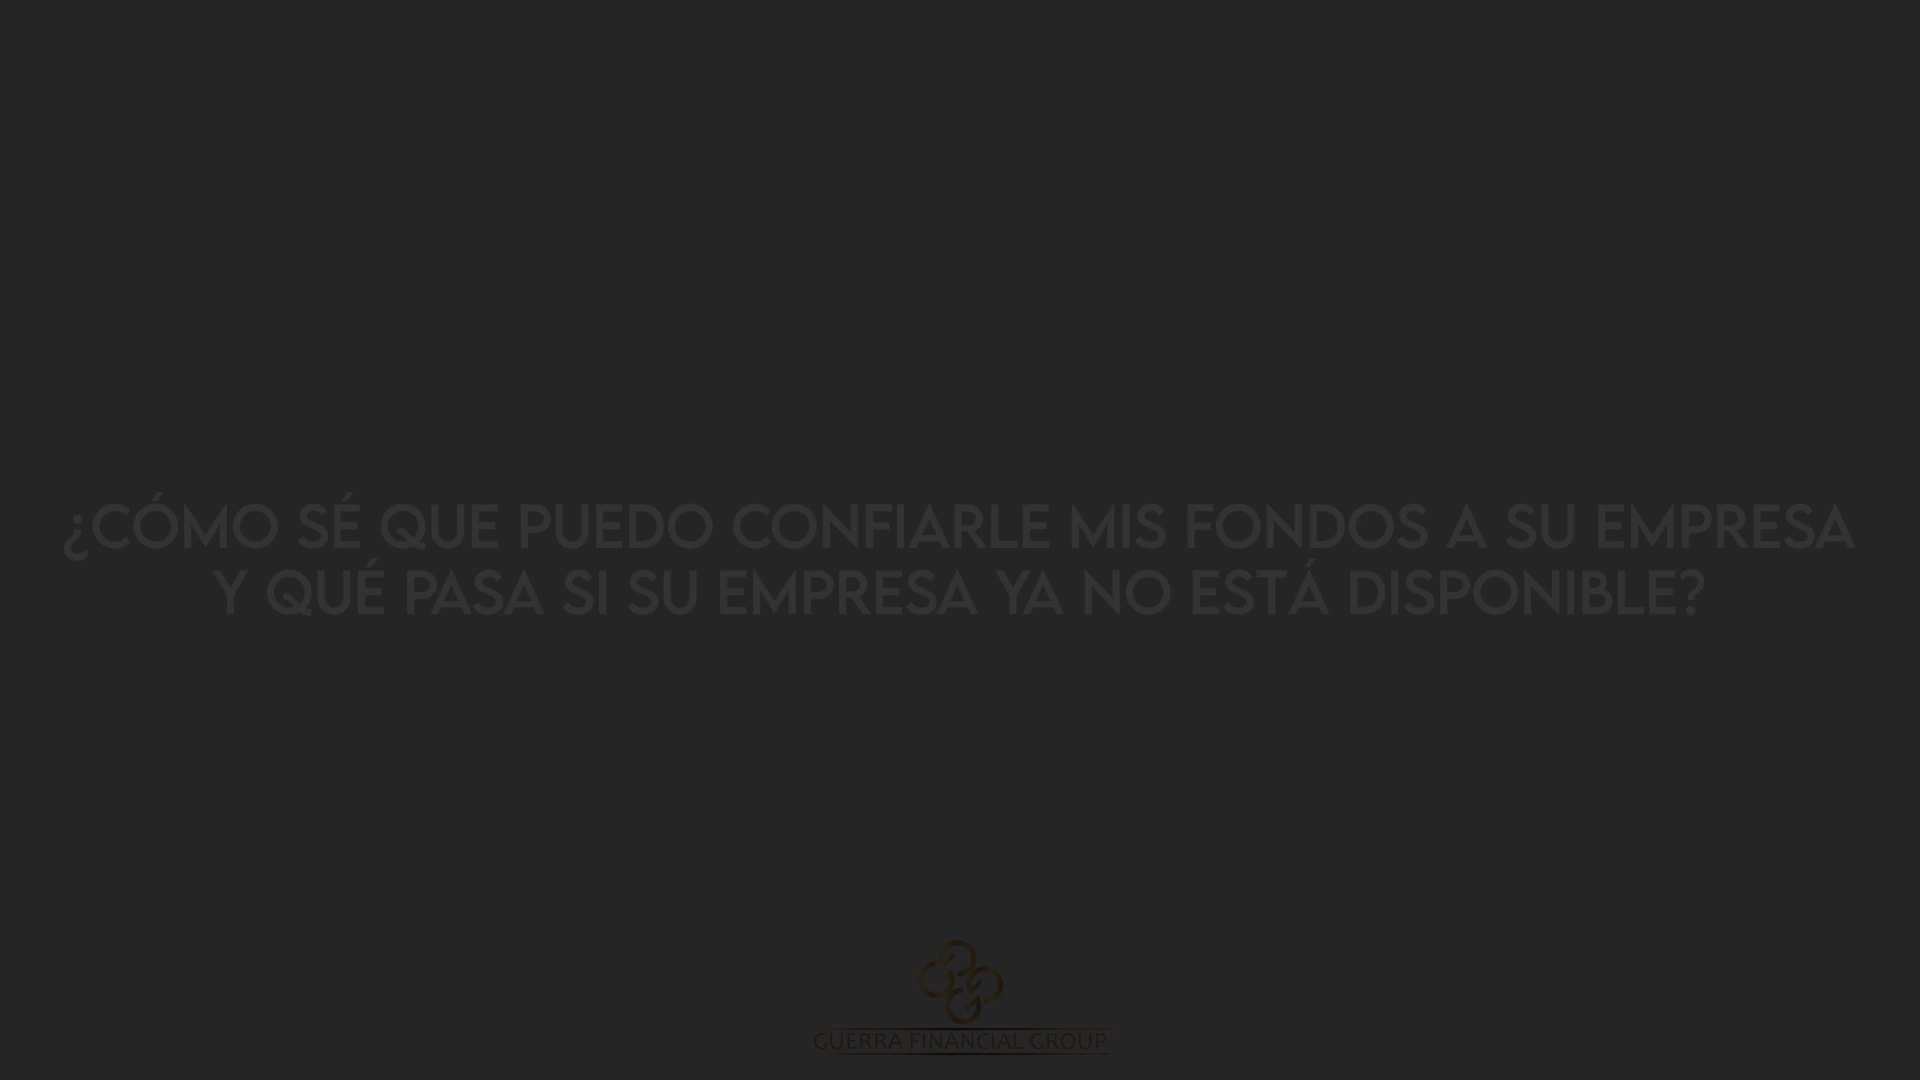 ¿CÓMO SÉ QUE PUEDO CONFIARLE MIS FONDOS A SU EMPRESA
Y QUÉ PASA SI SU EMPRESA YA NO ESTÁ DISPONIBLE?
GUERRA FINANCIAL GROUP